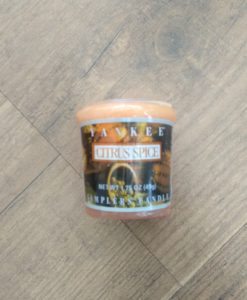 YANKEE
CITRUS SPICE
NET WT 1.75 OZ (49g)
SAMPLERS CANDLE